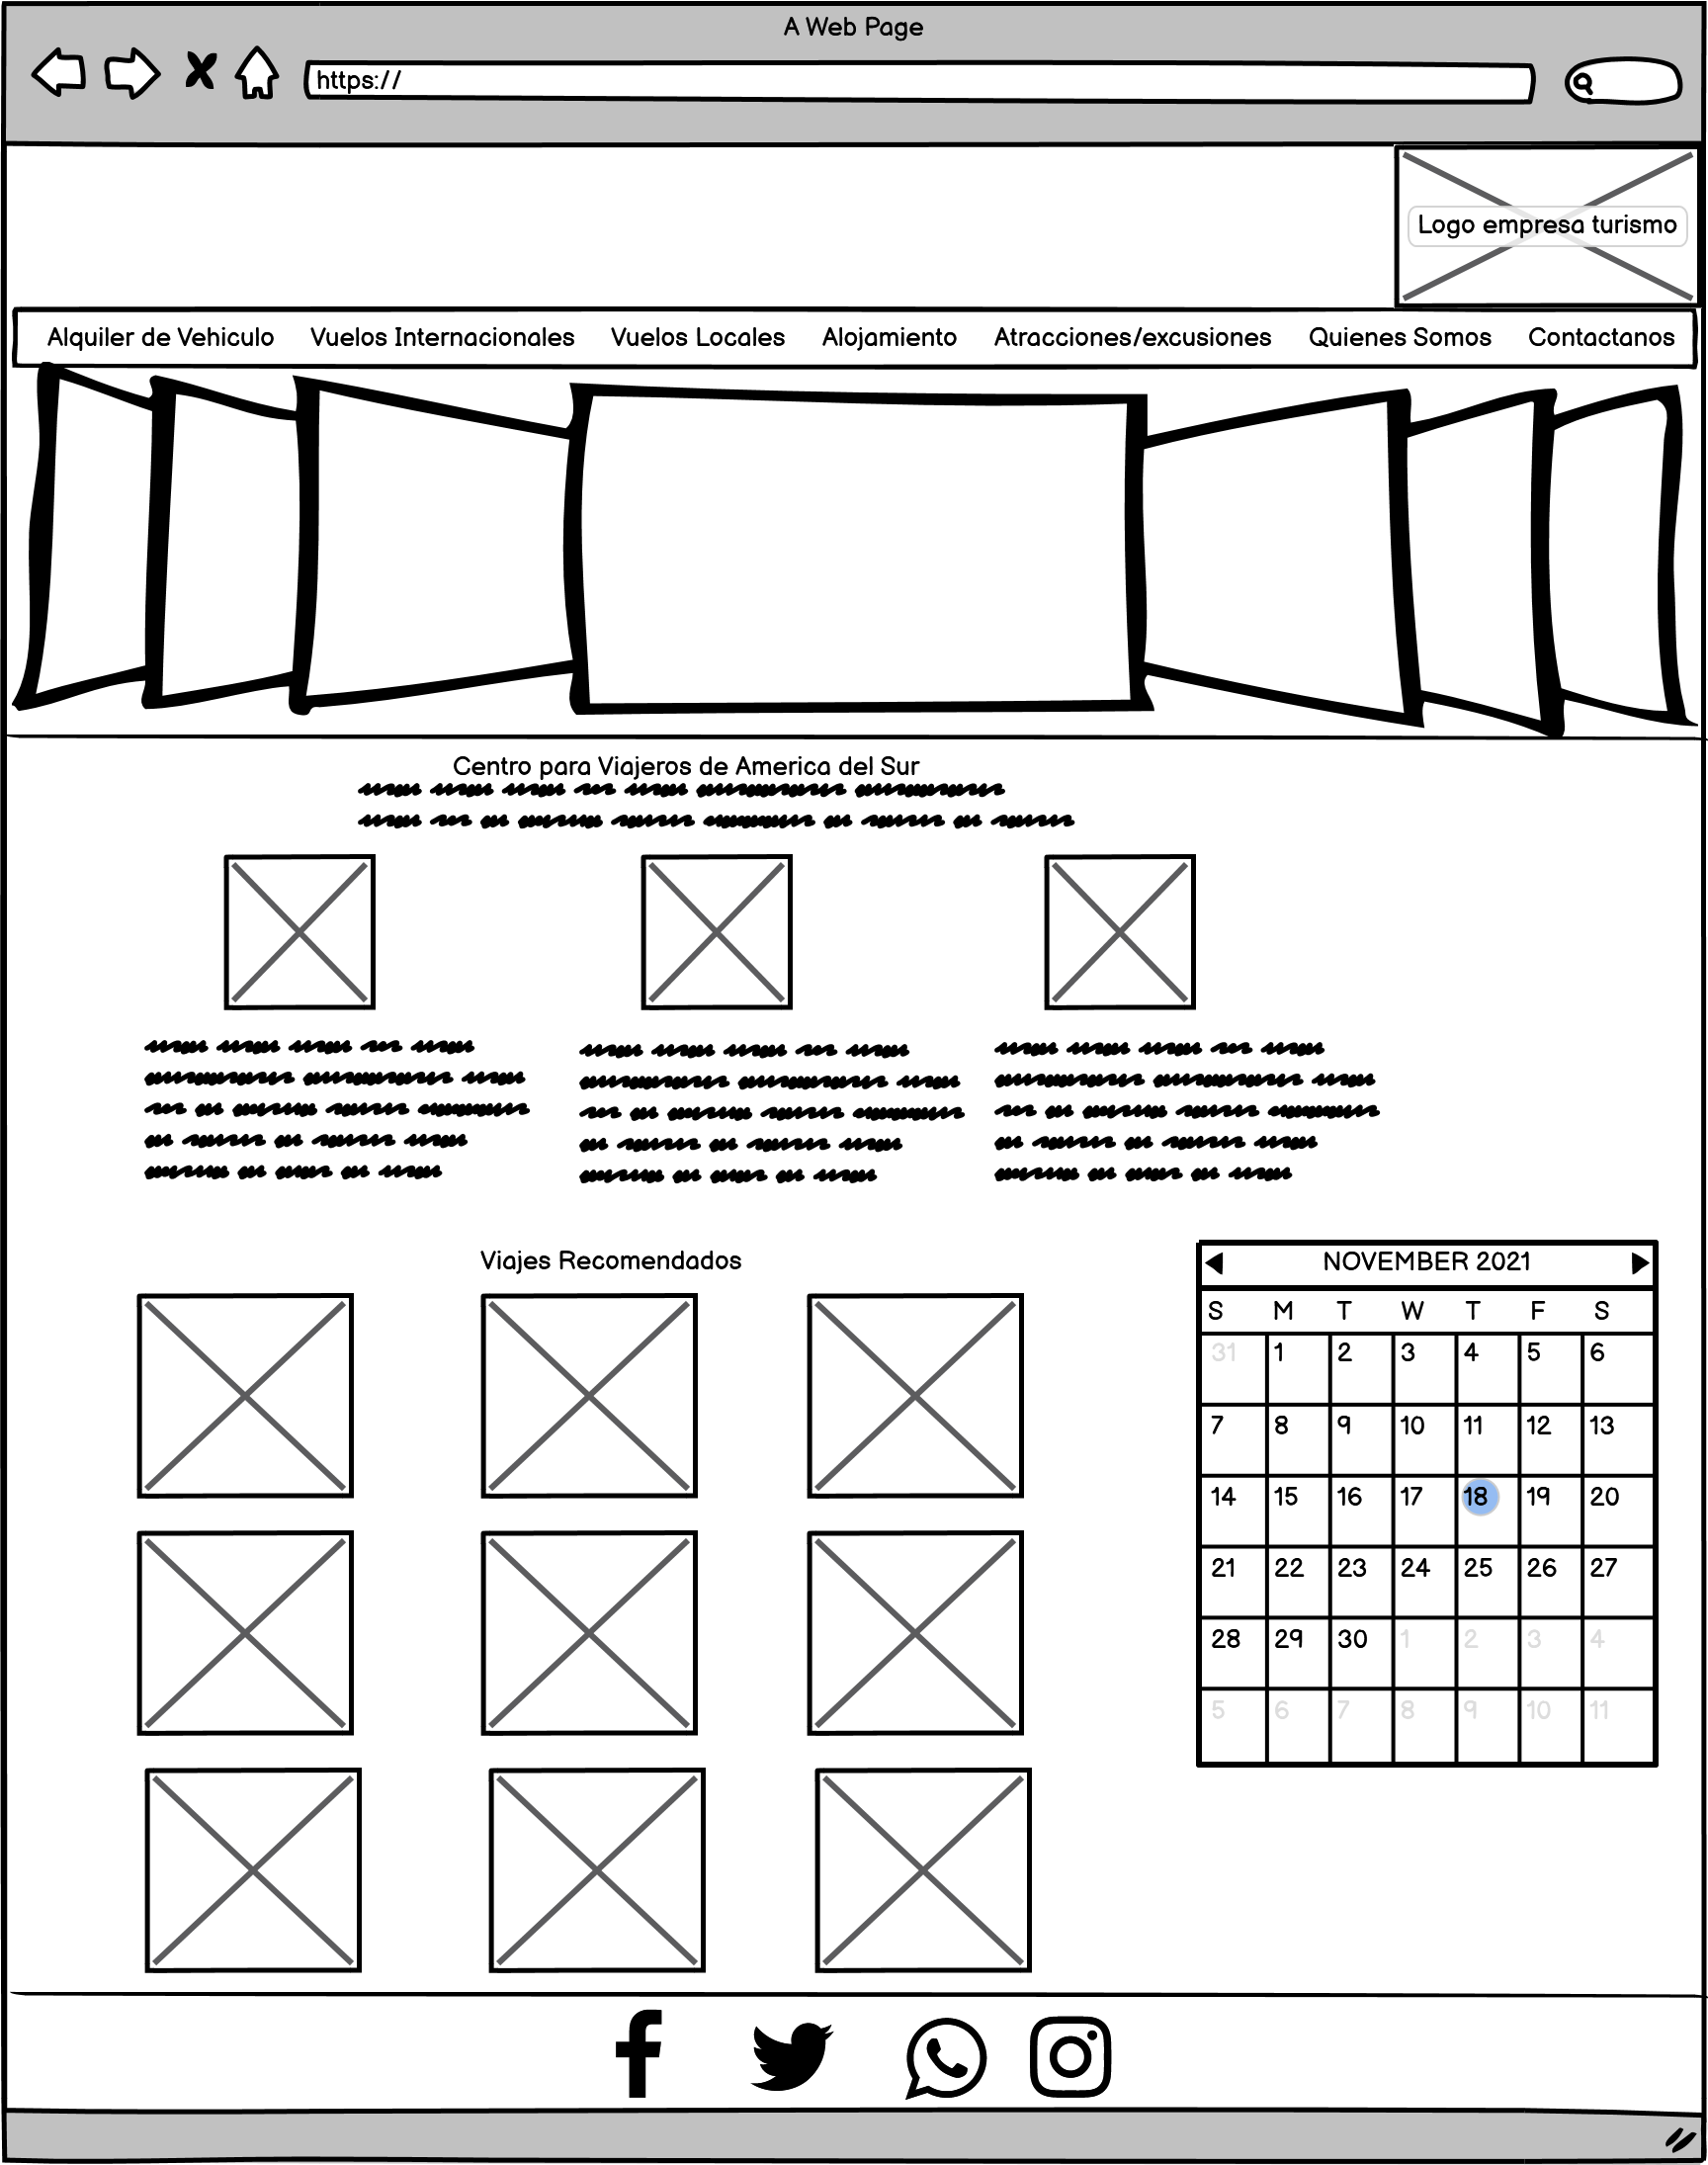 A Web Page
https://
Logo empresa turismo
Alquiler de Vehiculo Vuelos Internacionales Vuelos Locales Alojamiento Atracciones/excusiones Quienes Somos Contactanos
Centro para Viajeros de America del Sur
Viajes Recomendados
NOVEMBER 2021
S M T W T F S
31 1 2 3 4 5 6
7 8 9 10 11 12 13
14 15 16 17 18 19 20
21 22 23 24 25 26 27
28 29 30 1 2 3 4
5 6 7 8 9 10 11